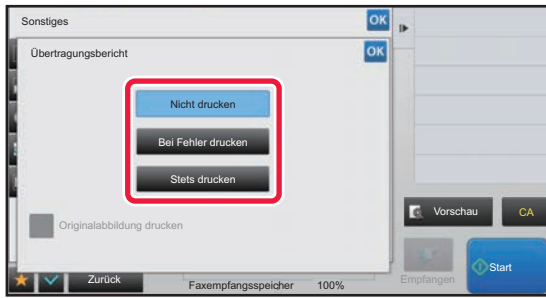 Sonstiges
OK
Übertragungsbericht
OK
Nicht drucken
Bei Fehler drucken
Stets drucken
Originalabbildung drucken
Vorschau
CA
Zurück
Faxempfangsspeicher 100%
Empfangen
Start